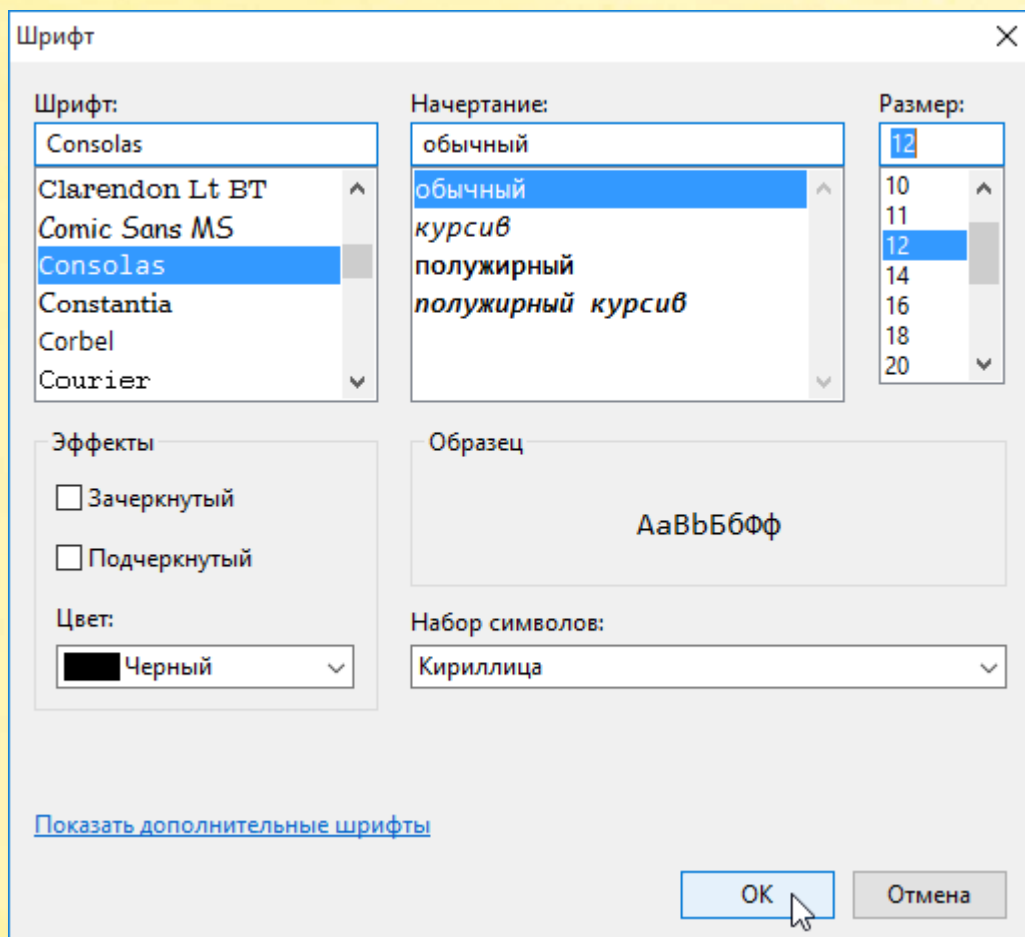 Шрифт
Шрифт:
Начертание:
Размер:
Consolas
обычный
12
Clarendon Lt BT
Comic Sans MS
Consolas
Constantia
Corbel
Courier
обычный
курсив
полужирный
полужирный курсив
10
11
12
14
16
18
20
Эффекты
Зачеркнутый
Подчеркнутый
Цвет:
Черный
Образец
АаВbБбФф
Набор символов:
Кириллица
Показать дополнительные шрифты
ОК
Отмена